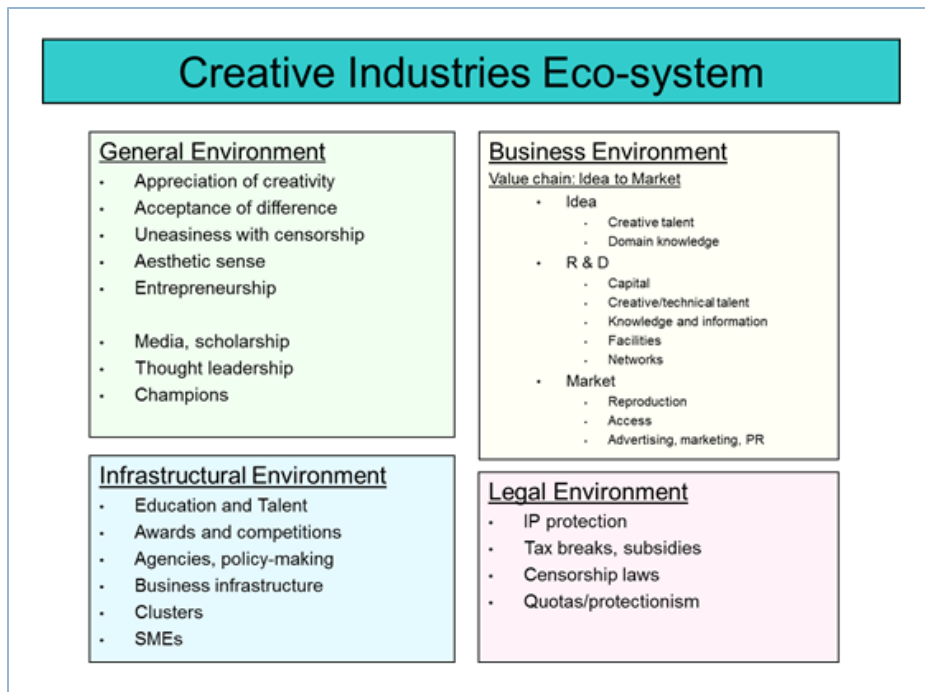 Creative Industries Eco-system
General Environment
• Appreciation of creativity
• Acceptance of difference
• Uneasiness with censorship
• Aesthetic sense
• Entrepreneurship
• Media, scholarship
• Thought leadership
• Champions
Business Environment
Value chain: Idea to Market
• Idea
• Creative talent
• Domain knowledge
• R & D
• Capital
• Creative/technical talent
• Knowledge and information
• Facilities
• Networks
• Market
• Reproduction
• Access
• Advertising, marketing, PR
Infrastructural Environment
• Education and Talent
• Awards and competitions
• Agencies, policy-making
• Business infrastructure
• Clusters
• SMEs
Legal Environment
• IP protection
• Tax breaks, subsidies
• Censorship laws
• Quotas/protectionism